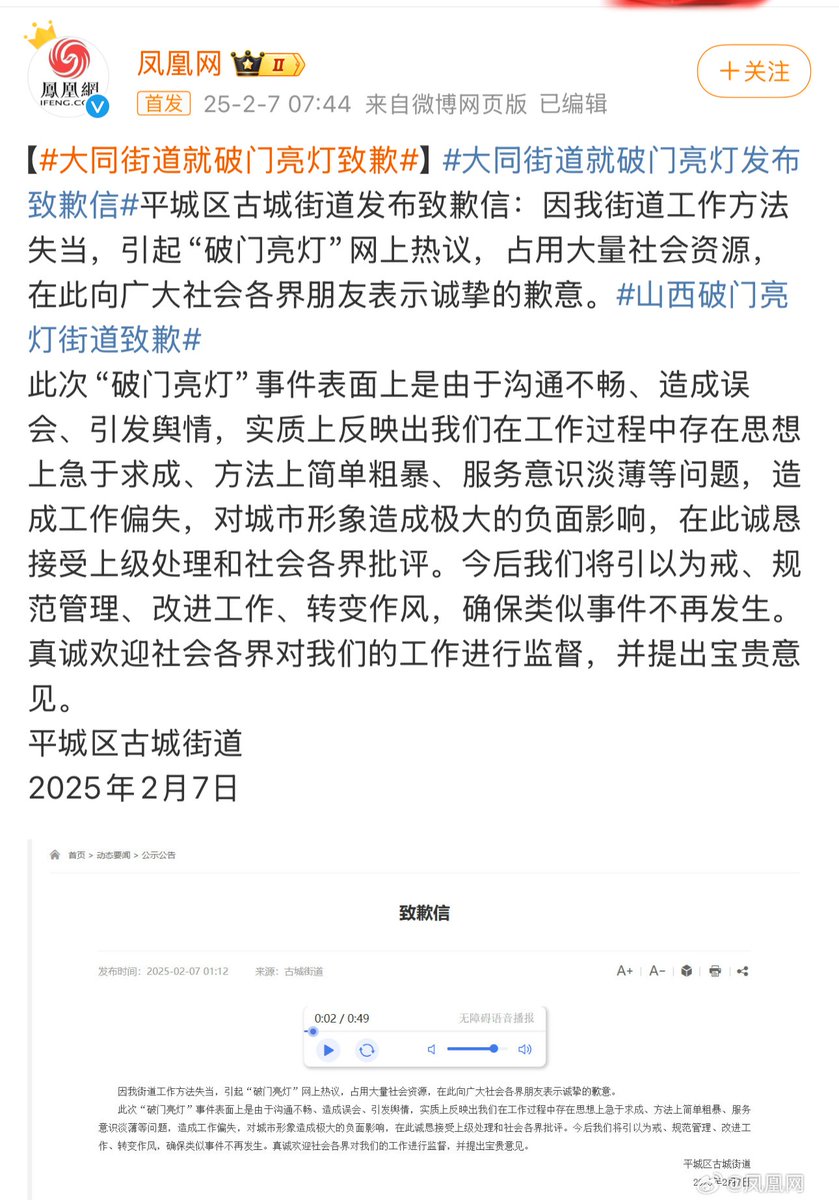 鳳凰網
IFENG.C
凤凰网
II
+关注
首发 25-2-7 07:44 来自微博网页版 已编辑
【#大同街道就破门亮灯致歉#】#大同街道就破门亮灯发布
致歉信#平城区古城街道发布致歉信：因我街道工作方法
失当，引起“破门亮灯”网上热议，占用大量社会资源，
在此向广大社会各界朋友表示诚挚的歉意。#山西破门亮
灯街道致歉#
此次“破门亮灯”事件表面上是由于沟通不畅、造成误
会、引发舆情，实质上反映出我们在工作过程中存在思想
上急于求成、方法上简单粗暴、服务意识淡薄等问题，造
成工作偏失，对城市形象造成极大的负面影响，在此诚恳
接受上级处理和社会各界批评。今后我们将引以为戒、规
范管理、改进工作、转变作风，确保类似事件不再发生。
真诚欢迎社会各界对我们的工作进行监督，并提出宝贵意
见。
平城区古城街道
2025年2月7日
首页 > 动态要闻 > 公示公告
致歉信
发布时间：2025-02-07 01:12 来源：古城街道
A+ A-
0:02 / 0:49 无障碍语音播报
因我街道工作方法失当，引起“破门亮灯”网上热议，占用大量社会资源，在此向广大社会各界朋友表示诚挚的歉意。
此次“破门亮灯”事件表面上是由于沟通不畅、造成误会、引发舆情，实质上反映出我们在工作过程中存在思想上急于求成、方法上简单粗暴、服务
意识淡薄等问题，造成工作偏失，对城市形象造成极大的负面影响，在此诚恳接受上级处理和社会各界批评。今后我们将引以为戒、规范管理、改进工
作、转变作风，确保类似事件不再发生。真诚欢迎社会各界对我们的工作进行监督，并提出宝贵意见。
平城区古城街道
2025年2月7日
@凤凰网